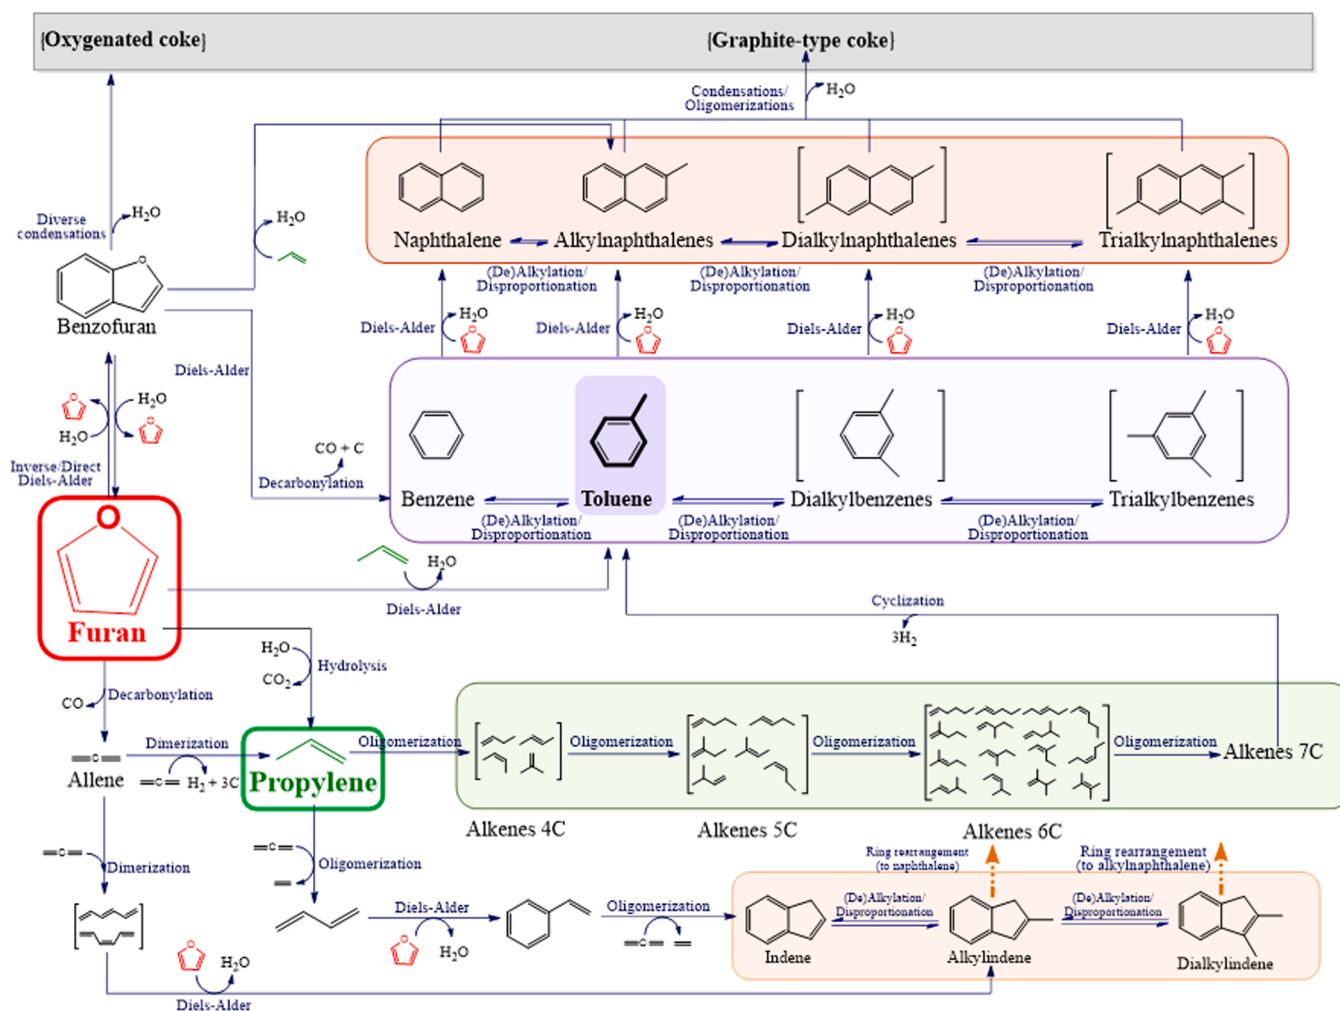 {Oxygenated coke}
{Graphite-type coke}
Condensations/
Oligomerizations
H₂O
Diverse
condensations
H₂O
H₂O
Naphthalene
Alkylnaphthalenes
Dialkylnaphthalenes
Trialkylnaphthalenes
(De)Alkylation/
Disproportionation
(De)Alkylation/
Disproportionation
(De)Alkylation/
Disproportionation
O
Benzofuran
Diels-Alder
H₂O
O
Diels-Alder
H₂O
O
Diels-Alder
H₂O
O
Diels-Alder
H₂O
O
Diels-Alder
O
H₂O
H₂O
O
Inverse/Direct
Diels-Alder
CO + C
Decarbonylation
Benzene
Toluene
Dialkylbenzenes
Trialkylbenzenes
(De)Alkylation/
Disproportionation
(De)Alkylation/
Disproportionation
(De)Alkylation/
Disproportionation
O
Furan
H₂O
Diels-Alder
Cyclization
3H₂
H₂O
CO₂
Hydrolysis
CO
Decarbonylation
C
Allene
Dimerization
C
H₂ + 3C
Propylene
Oligomerization
Oligomerization
Oligomerization
Oligomerization
Alkenes 7C
Alkenes 4C
Alkenes 5C
Alkenes 6C
C
Dimerization
C
Oligomerization
Ring rearrangement
(to naphthalene)
Ring rearrangement
(to alkylnaphthalene)
Diels-Alder
O
H₂O
Oligomerization
C
(De)Alkylation/
Disproportionation
(De)Alkylation/
Disproportionation
Indene
Alkylindene
Dialkylindene
O
H₂O
Diels-Alder